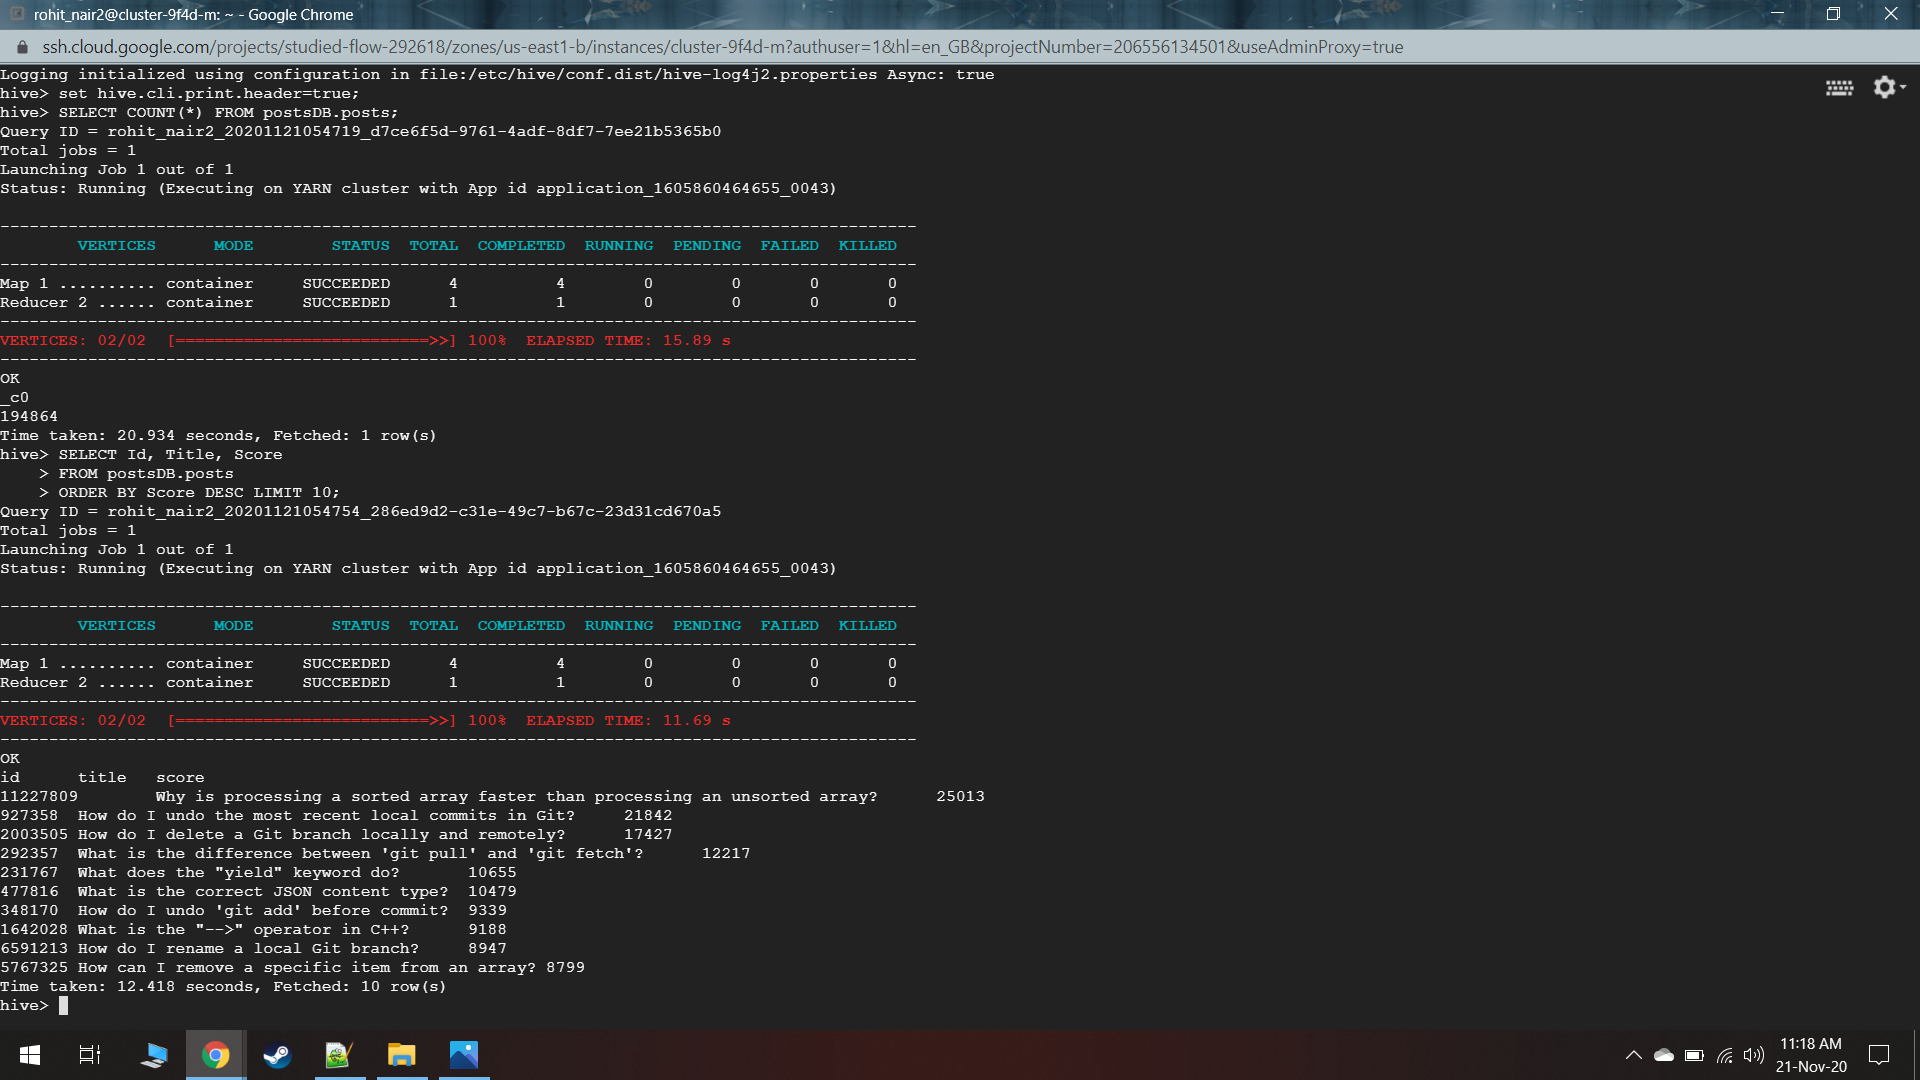 rohit_nair2@cluster-9f4d-m: ~ - Google Chrome
ssh.cloud.google.com/projects/studied-flow-292618/zones/us-east1-b/instances/cluster-9f4d-m?authuser=1&hl=en_GB&projectNumber=206556134501&useAdminProxy=true
Logging initialized using configuration in file:/etc/hive/conf.dist/hive-log4j2.properties Async: true
hive> set hive.cli.print.header=true;
hive> SELECT COUNT(*) FROM postsDB.posts;
Query ID = rohit_nair2_20201121054719_d7ce6f5d-9761-4adf-8df7-7ee21b5365b0
Total jobs = 1
Launching Job 1 out of 1
Status: Running (Executing on YARN cluster with App id application_1605860464655_0043)
----------------------------------------------------------------------------------------------
        VERTICES      MODE        STATUS  TOTAL  COMPLETED  RUNNING  PENDING  FAILED  KILLED
----------------------------------------------------------------------------------------------
Map 1 .......... container     SUCCEEDED      4          4        0        0       0       0
Reducer 2 ...... container     SUCCEEDED      1          1        0        0       0       0
----------------------------------------------------------------------------------------------
VERTICES: 02/02  [==========================>>] 100%  ELAPSED TIME: 15.89 s
----------------------------------------------------------------------------------------------
OK
_c0
194864
Time taken: 20.934 seconds, Fetched: 1 row(s)
hive> SELECT Id, Title, Score
    > FROM postsDB.posts
    > ORDER BY Score DESC LIMIT 10;
Query ID = rohit_nair2_20201121054754_286ed9d2-c31e-49c7-b67c-23d31cd670a5
Total jobs = 1
Launching Job 1 out of 1
Status: Running (Executing on YARN cluster with App id application_1605860464655_0043)
----------------------------------------------------------------------------------------------
        VERTICES      MODE        STATUS  TOTAL  COMPLETED  RUNNING  PENDING  FAILED  KILLED
----------------------------------------------------------------------------------------------
Map 1 .......... container     SUCCEEDED      4          4        0        0       0       0
Reducer 2 ...... container     SUCCEEDED      1          1        0        0       0       0
----------------------------------------------------------------------------------------------
VERTICES: 02/02  [==========================>>] 100%  ELAPSED TIME: 11.69 s
----------------------------------------------------------------------------------------------
OK
id      title   score
11227809        Why is processing a sorted array faster than processing an unsorted array?      25013
927358  How do I undo the most recent local commits in Git?     21842
2003505 How do I delete a Git branch locally and remotely?      17427
292357  What is the difference between 'git pull' and 'git fetch'?      12217
231767  What does the "yield" keyword do?       10655
477816  What is the correct JSON content type?  10479
348170  How do I undo 'git add' before commit?  9339
1642028 What is the "-->" operator in C++?      9188
6591213 How do I rename a local Git branch?     8947
5767325 How can I remove a specific item from an array? 8799
Time taken: 12.418 seconds, Fetched: 10 row(s)
hive>
11:18 AM
21-Nov-20